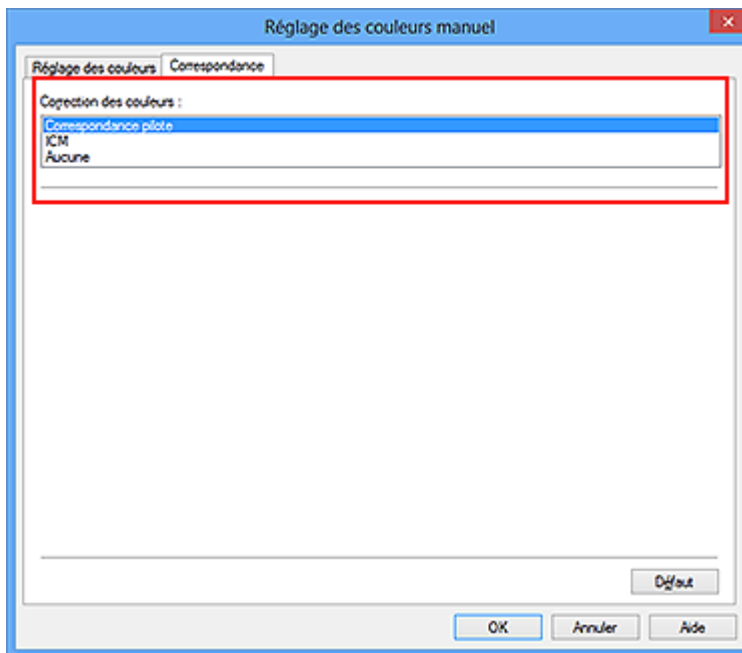 Réglage des couleurs manuel
Réglage des couleurs Correspondance
Correction des couleurs :
Correspondance pilote
ICM
Aucune
Défaut
OK Annuler Aide